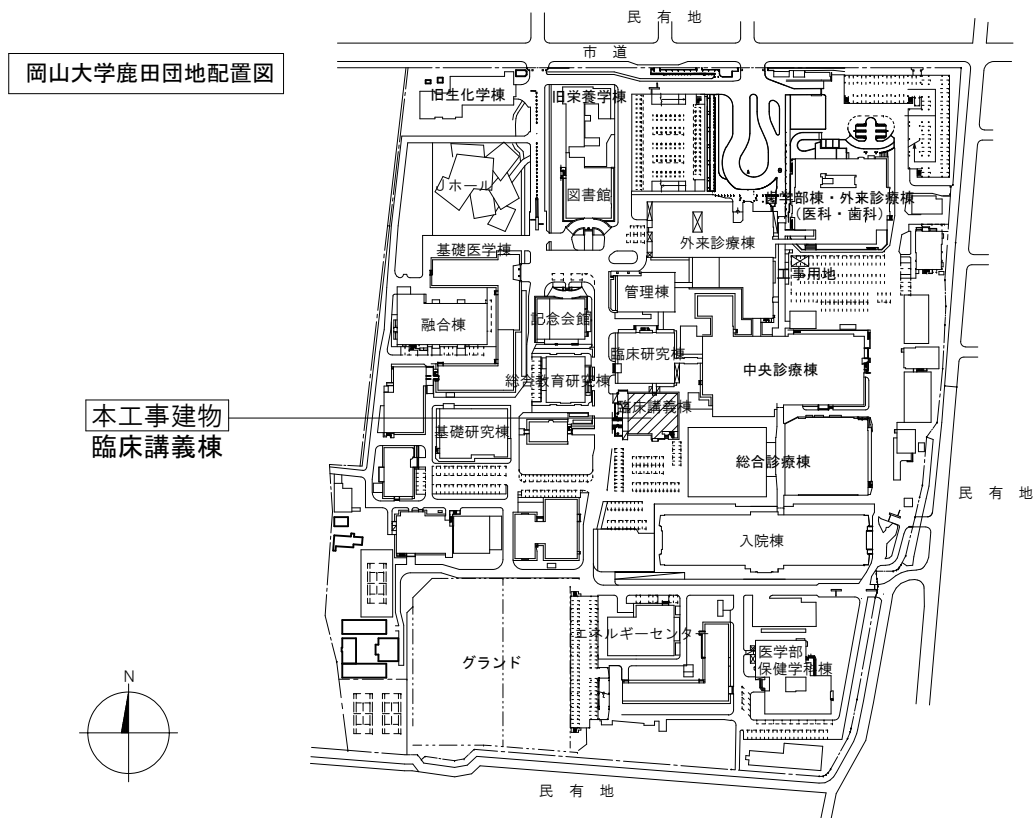 民有地
市道
岡山大学鹿田団地配置図
旧生化学棟
旧栄養学棟
Jホール
図書館
歯学部棟・外来診療棟
（医科・歯科）
外来診療棟
基礎医学棟
事用地
管理棟
記念会館
融合棟
臨床研究棟
中央診療棟
総合教育研究棟
本工事建物
臨床講義棟
臨床講義棟
基礎研究棟
総合診療棟
民有地
入院棟
エネルギーセンター
グランド
医学部
保健学科棟
N
民有地